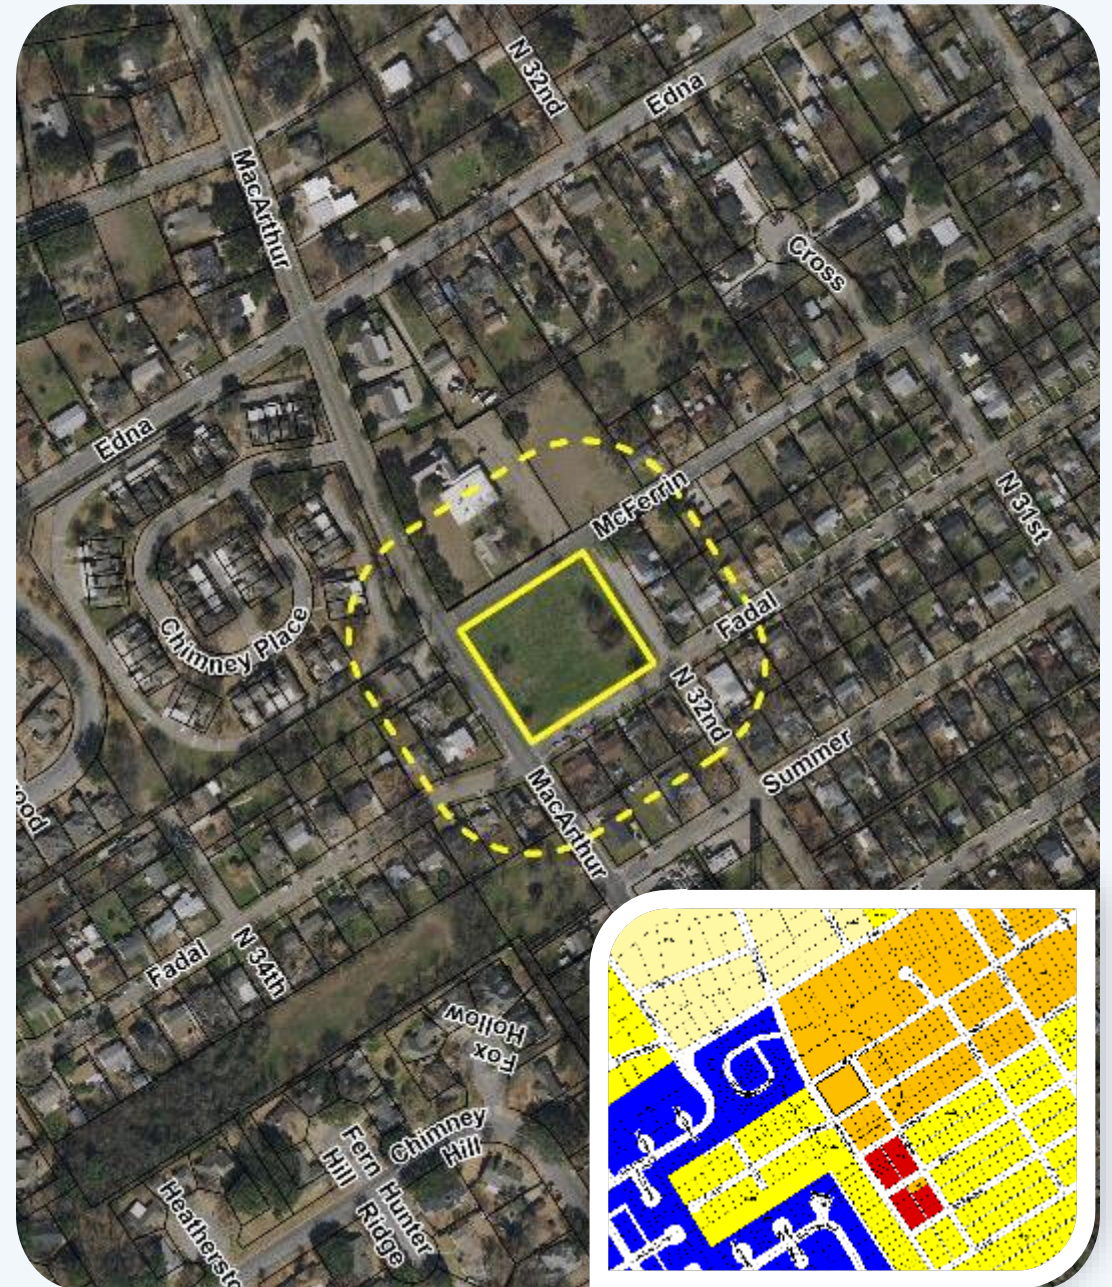 N 32nd
Edna
MacArthur
Cross
Edna
N 31st
McFerrin
Chimney Place
Fadal
N 32nd
Summer
MacArthur
ood
Fadal
N 34th
Fox
Hollow
Chimney
Hill
Fern
Hill
Hunter
Ridge
Heatherst